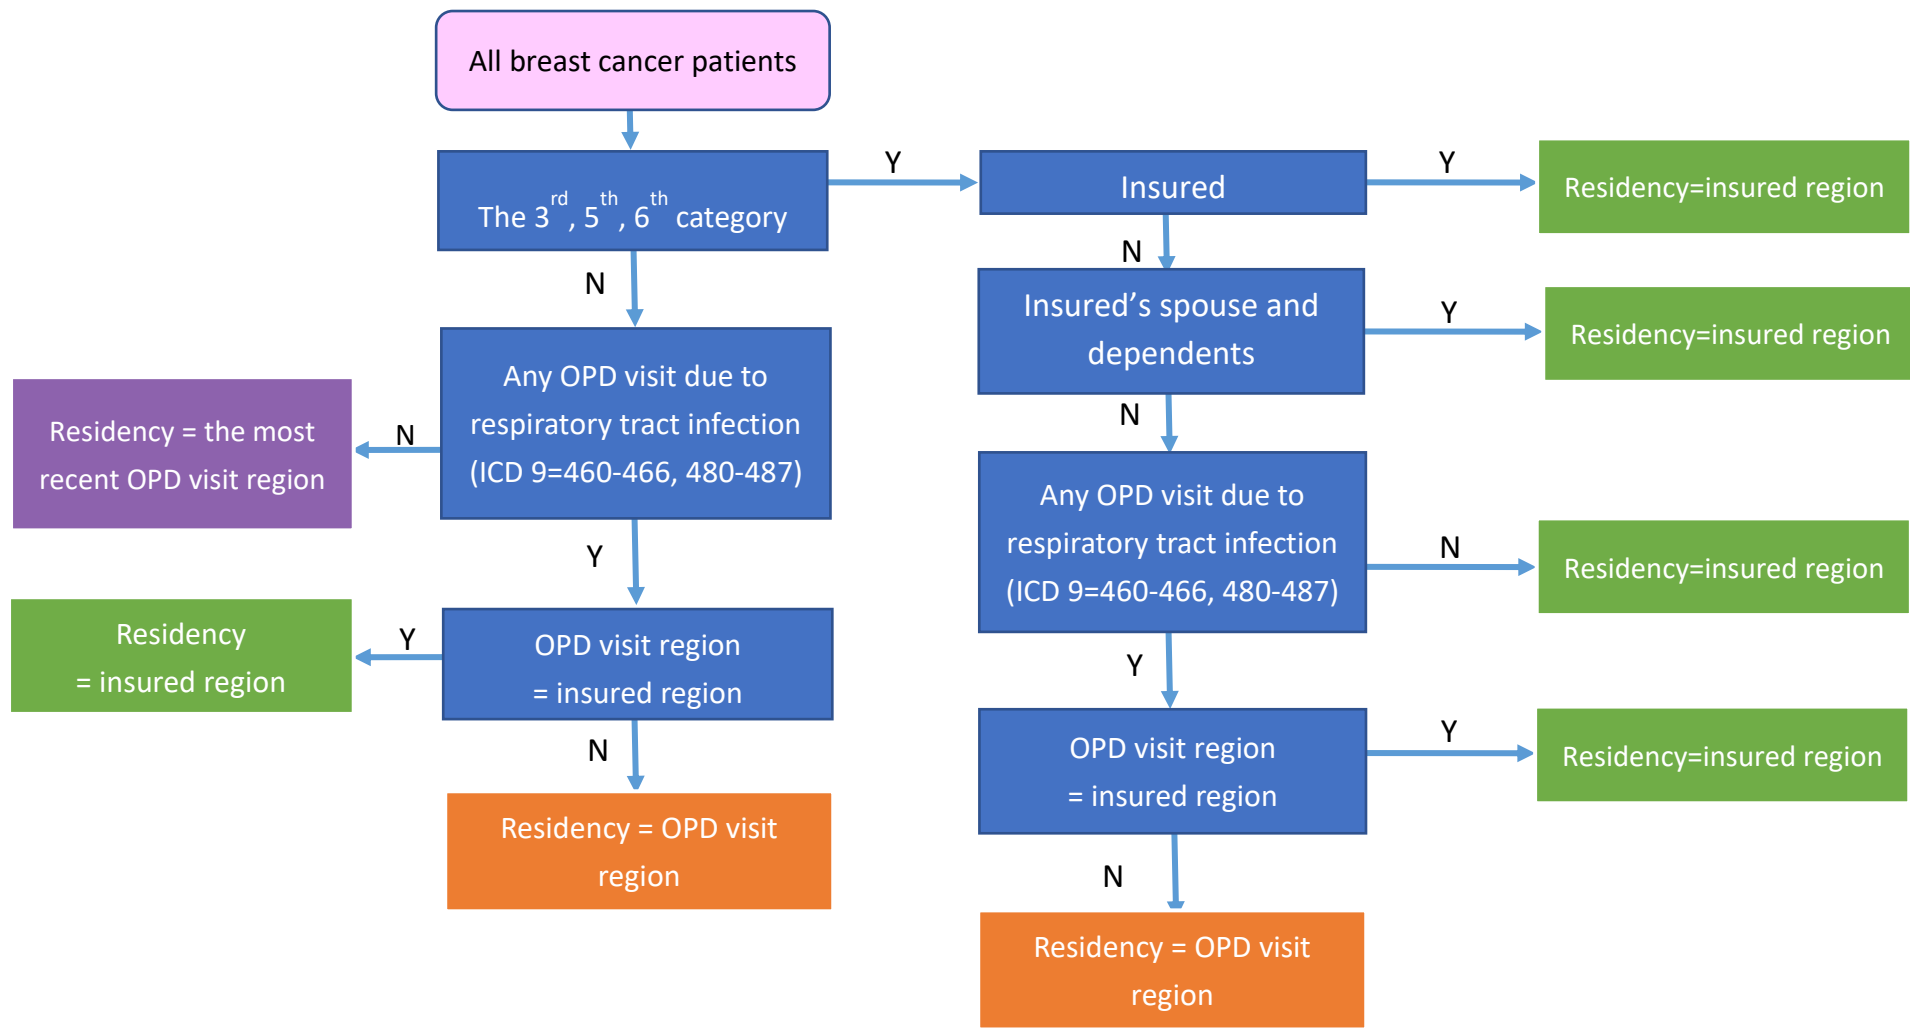 All breast cancer patients
The 3rd, 5th, 6th category
Y
Insured
Y
Residency=insured region
N
N
Insured's spouse and
dependents
Y
Residency=insured region
Any OPD visit due to
respiratory tract infection
(ICD 9=460-466, 480-487)
N
Residency = the most
recent OPD visit region
N
Any OPD visit due to
respiratory tract infection
(ICD 9=460-466, 480-487)
N
Residency=insured region
Y
OPD visit region
= insured region
Y
Residency
= insured region
Y
OPD visit region
= insured region
Y
Residency=insured region
N
Residency = OPD visit
region
N
Residency = OPD visit
region